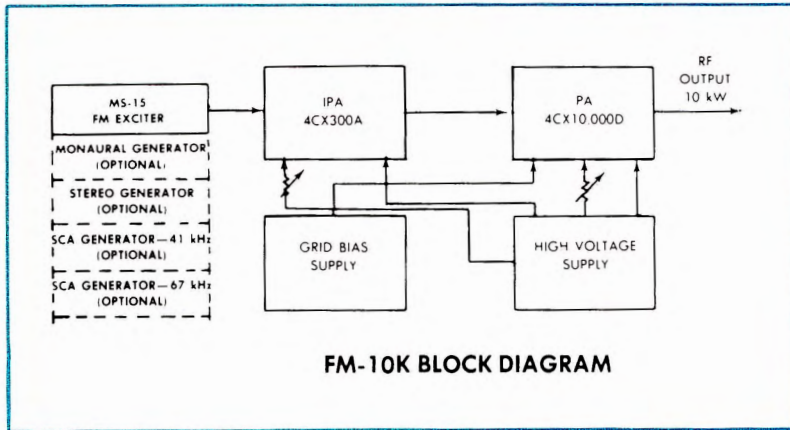 MS-15
FM EXCITER
MONAURAL GENERATOR
(OPTIONAL)
STEREO GENERATOR
(OPTIONAL)
SCA GENERATOR—41 kHz
(OPTIONAL)
SCA GENERATOR—67 kHz
(OPTIONAL)
IPA
4CX300A
PA
4CX10,000D
RF
OUTPUT
10 kW
GRID BIAS
SUPPLY
HIGH VOLTAGE
SUPPLY
FM-10K BLOCK DIAGRAM